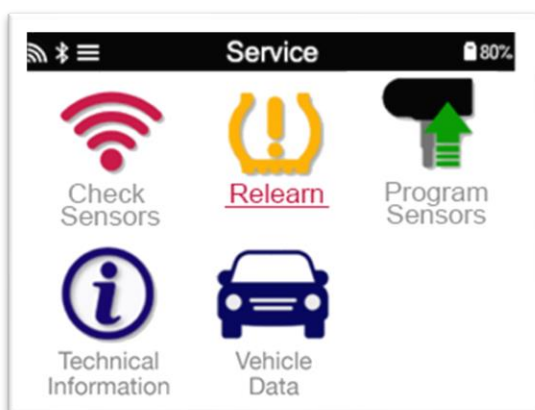 Service
80%
Check
Sensors
Relearn
Program
Sensors
Technical
Information
Vehicle
Data